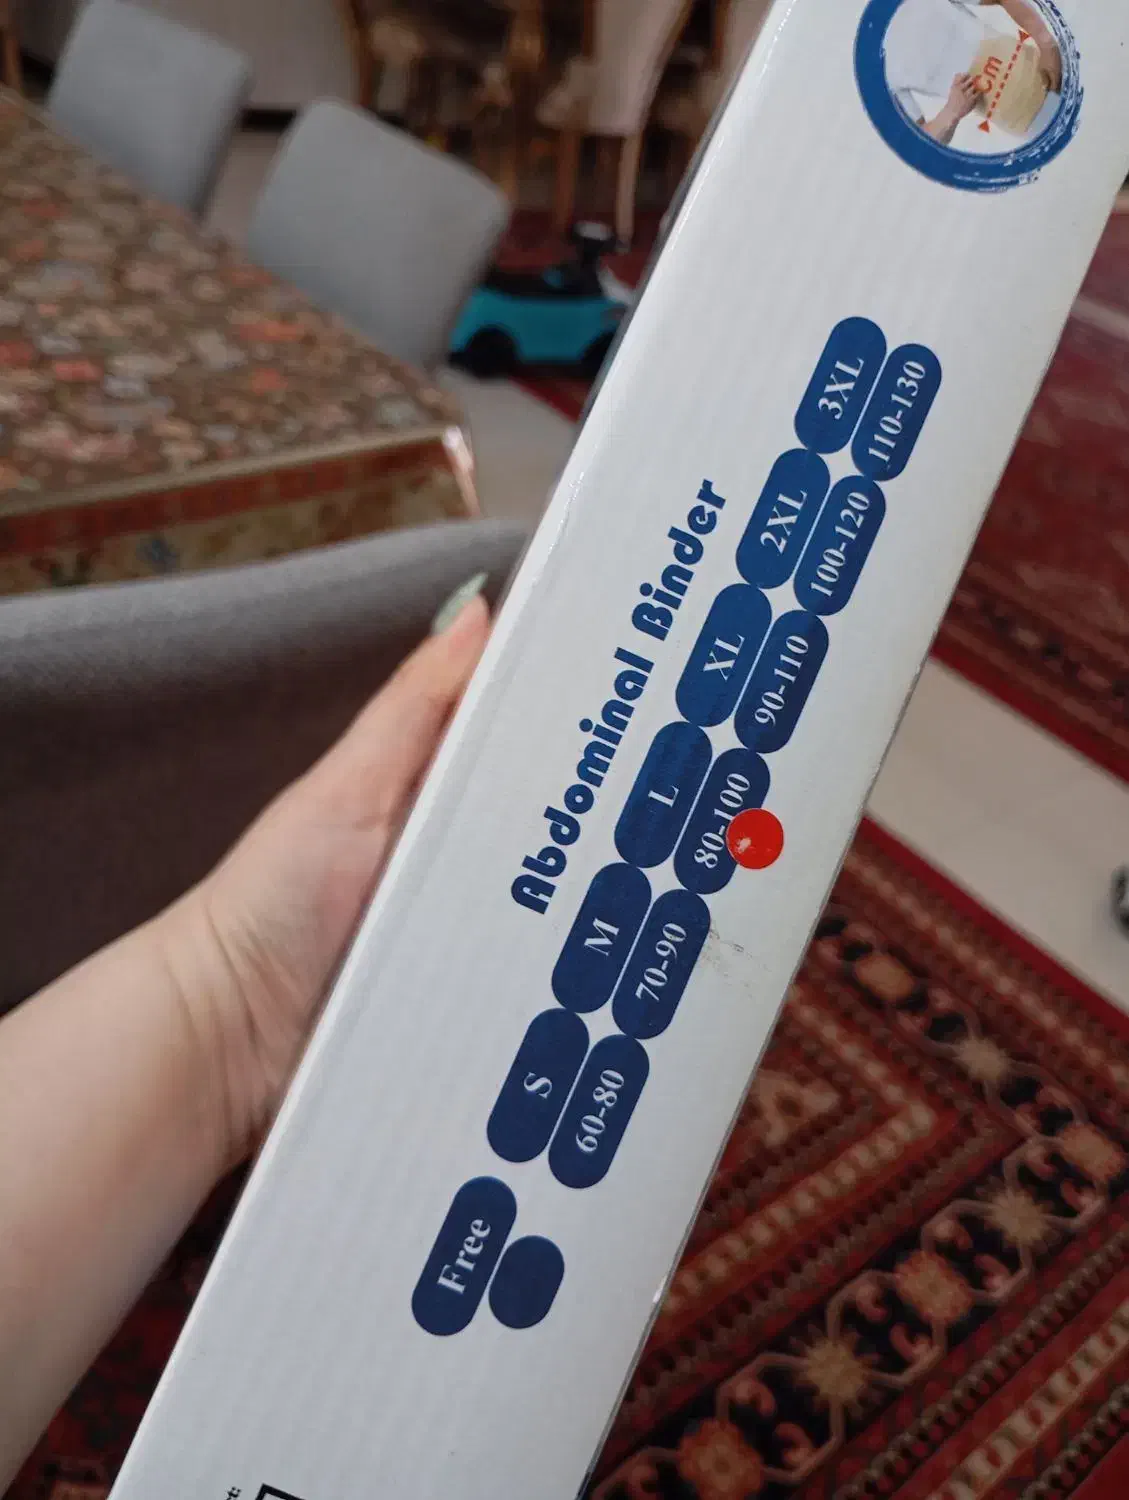 Cm
Abdominal Binder
Free S M L XL 2XL 3XL
60-80 70-90 80-100 90-110 100-120 110-130